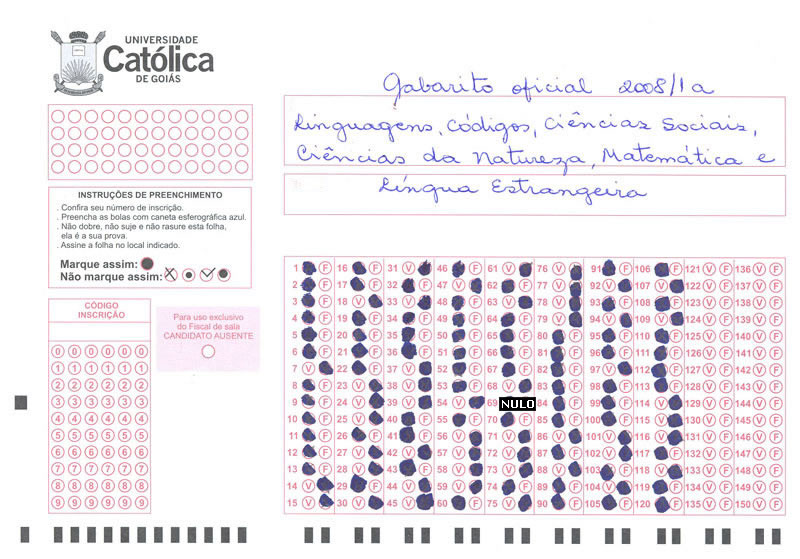 UNIVERSIDADE
Católica
DE GOIÁS
Gabarito oficial 2008/1a
Linguagens, Códigos, Ciências Sociais,
Ciências da Natureza, Matemática e
Língua Estrangeira
INSTRUÇÕES DE PREENCHIMENTO
. Confira seu número de inscrição.
. Preencha as bolas com caneta esferográfica azul.
. Não dobre, não suje e não rasure esta folha,
ela é a sua prova.
. Assine a folha no local indicado.
Marque assim:
Não marque assim:
CÓDIGO
INSCRIÇÃO
0 0 0 0 0 0 0
1 1 1 1 1 1 1
2 2 2 2 2 2 2
3 3 3 3 3 3 3
4 4 4 4 4 4 4
5 5 5 5 5 5 5
6 6 6 6 6 6 6
7 7 7 7 7 7 7
8 8 8 8 8 8 8
9 9 9 9 9 9 9
Para uso exclusivo
do Fiscal de sala
CANDIDATO AUSENTE
1 16 31 46 61 76 91 106 121 V F 136 V F
2 17 32 47 62 77 92 107 122 V F 137 V F
3 18 33 48 63 78 93 108 123 V F 138 V F
4 19 34 49 64 79 94 109 124 V F 139 V F
5 20 35 50 65 80 95 110 125 V F 140 V F
6 21 36 51 66 81 96 111 126 V F 141 V F
7 22 37 52 67 82 97 112 127 V F 142 V F
8 23 38 53 68 83 98 113 128 V F 143 V F
9 24 39 54 69 NULO 84 99 114 129 V F 144 V F
10 25 40 55 70 85 100 115 130 V F 145 V F
11 26 41 56 71 86 101 116 131 V F 146 V F
12 27 42 57 72 87 102 117 132 V F 147 V F
13 28 43 58 73 88 103 118 133 V F 148 V F
14 29 44 59 74 89 104 119 134 V F 149 V F
15 30 45 60 75 90 105 120 135 V F 150 V F